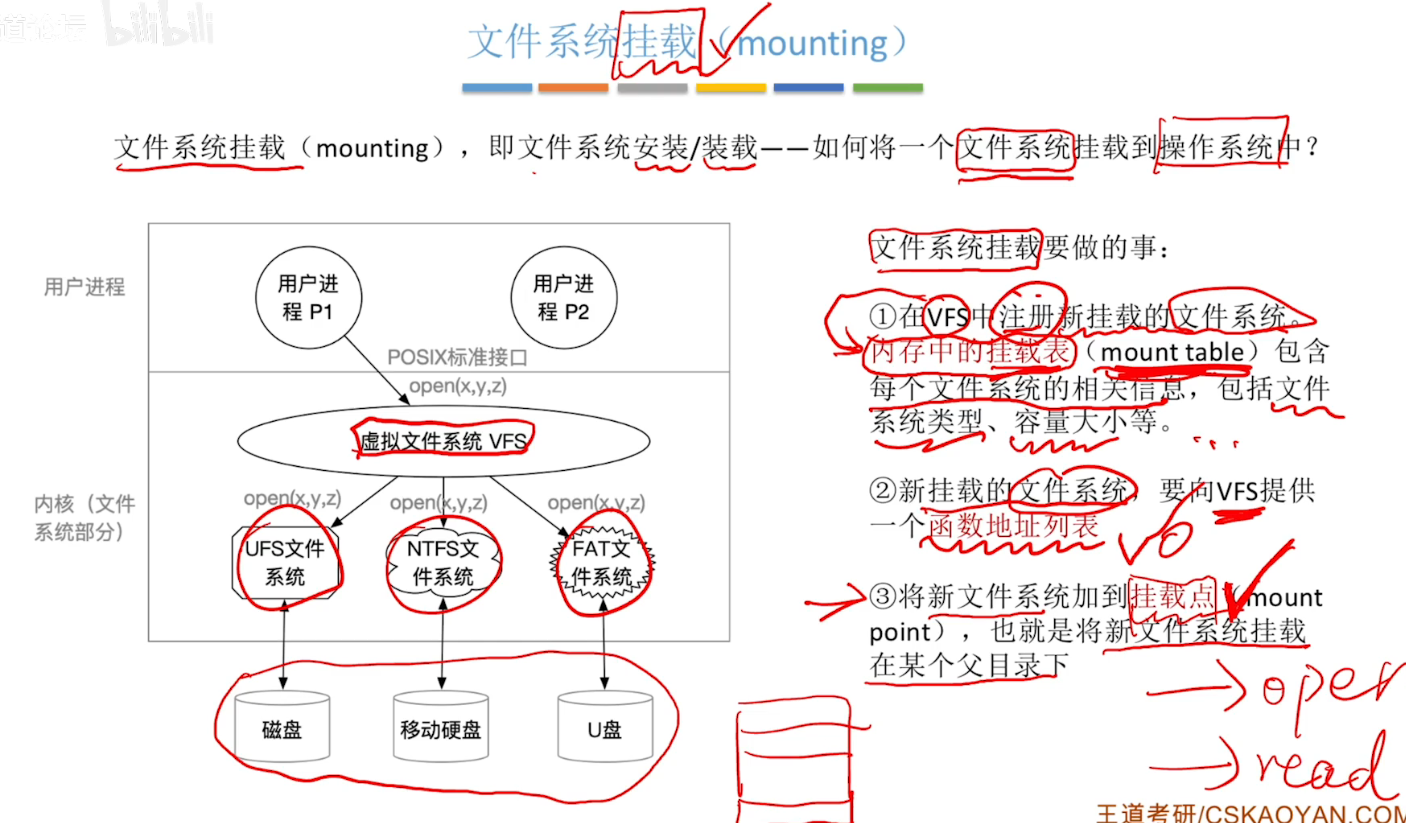 bilibili
文件系统挂载（mounting）
文件系统挂载（mounting），即文件系统安装/装载——如何将一个文件系统挂载到操作系统中？
用户进程
用户进
程 P1
用户进
程 P2
POSIX标准接口
open(x,y,z)
虚拟文件系统 VFS
内核（文件
系统部分）
open(x,y,z)
open(x,y,z)
open(x,y,z)
UFS文件
系统
NTFS文
件系统
FAT文
件系统
磁盘
移动硬盘
U盘
文件系统挂载要做的事：
①在VFS中注册新挂载的文件系统。
内存中的挂载表（mount table）包含
每个文件系统的相关信息，包括文件
系统类型、容量大小等。
②新挂载的文件系统，要向VFS提供
一个函数地址列表
③将新文件系统加到挂载点（mount
point），也就是将新文件系统挂载
在某个父目录下
open
read
王道考研/CSKAOYAN.COM